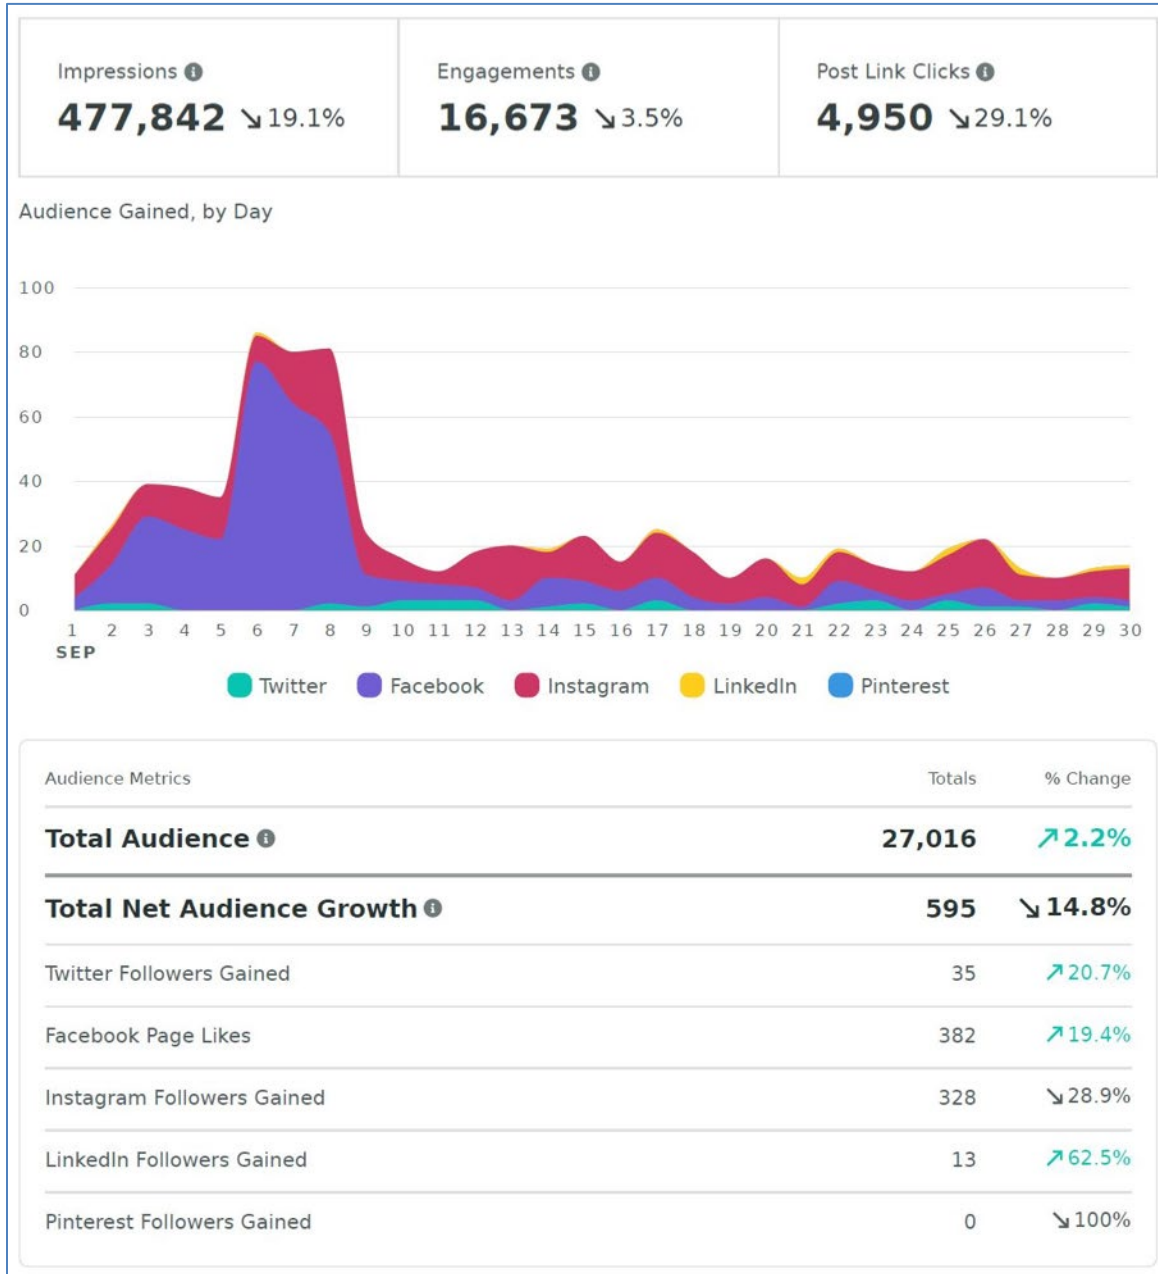 Impressions
Engagements
Post Link Clicks
477,842 ↘19.1%
16,673 ↘3.5%
4,950 ↘29.1%
Audience Gained, by Day
100
80
60
40
20
0
1 2 3 4 5 6 7 8 9 10 11 12 13 14 15 16 17 18 19 20 21 22 23 24 25 26 27 28 29 30
SEP
Twitter Facebook Instagram LinkedIn Pinterest
Audience Metrics Totals % Change
Total Audience 27,016 ↗2.2%
Total Net Audience Growth 595 ↘14.8%
Twitter Followers Gained 35 ↗20.7%
Facebook Page Likes 382 ↗19.4%
Instagram Followers Gained 328 ↘28.9%
LinkedIn Followers Gained 13 ↗62.5%
Pinterest Followers Gained 0 ↘100%